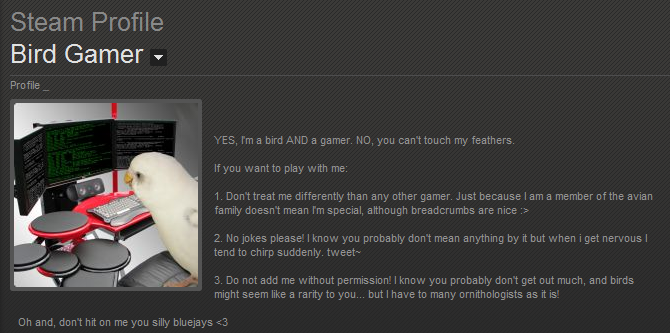 Steam Profile
Bird Gamer
Profile _
YES, I'm a bird AND a gamer. NO, you can't touch my feathers.
If you want to play with me:
1. Don't treat me differently than any other gamer. Just because I am a member of the avian
family doesn't mean I'm special, although breadcrumbs are nice :>
2. No jokes please! I know you probably don't mean anything by it but when i get nervous I
tend to chirp suddenly. tweet~
3. Do not add me without permission! I know you probably don't get out much, and birds
might seem like a rarity to you... but I have to many ornithologists as it is!
Oh and, don't hit on me you silly bluejays <3